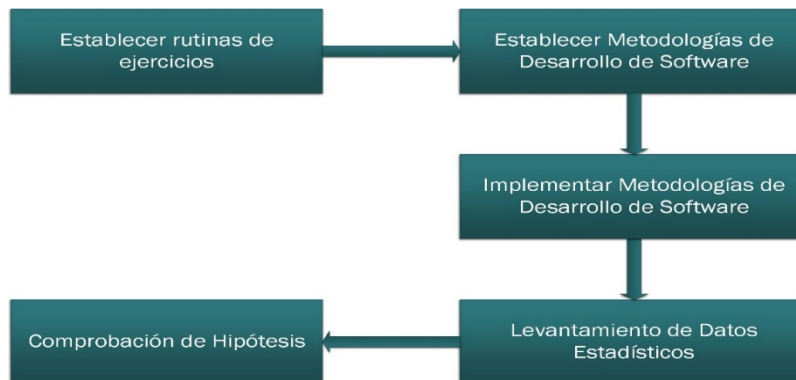 Establecer rutinas de
ejercicios
Establecer Metodologías de
Desarrollo de Software
Implementar Metodologías de
Desarrollo de Software
Levantamiento de Datos
Estadísticos
Comprobación de Hipótesis